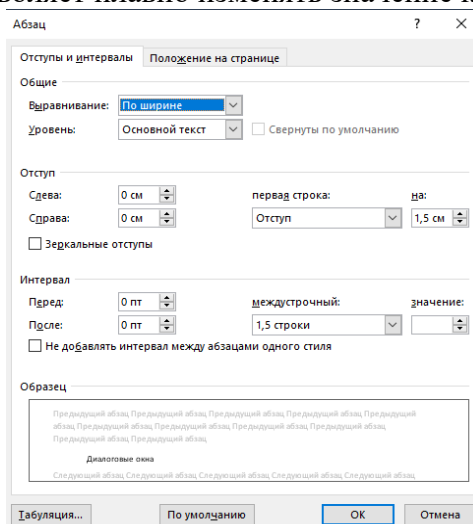 воляет плавно изменять значение
Абзац ? ×
Отступы и интервалы Положение на странице
Общие
Выравнивание: По ширине
Уровень: Основной текст Свернуты по умолчанию
Отступ
Слева: 0 см первая строка: на:
Справа: 0 см Отступ 1,5 см
Зеркальные отступы
Интервал
Перед: 0 пт междустрочный: значение:
После: 0 пт 1,5 строки
Не добавлять интервал между абзацами одного стиля
Образец
Предыдущий абзац Предыдущий абзац Предыдущий абзац Предыдущий абзац Предыдущий
абзац Предыдущий абзац Предыдущий абзац Предыдущий абзац Предыдущий абзац
Предыдущий абзац Предыдущий абзац
Диалоговые окна
Следующий абзац Следующий абзац Следующий абзац Следующий абзац Следующий абзац
Табуляция... По умолчанию ОК Отмена